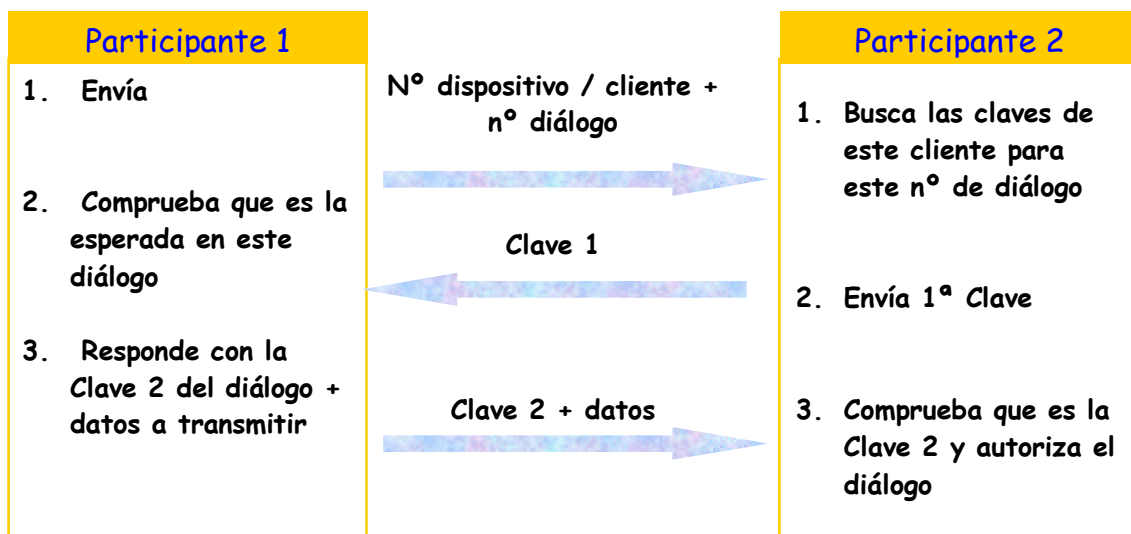 Participante 1
1. Envía
2. Comprueba que es la
esperada en este
diálogo
3. Responde con la
Clave 2 del diálogo +
datos a transmitir
Nº dispositivo / cliente +
nº diálogo
Clave 1
Clave 2 + datos
Participante 2
1. Busca las claves de
este cliente para
este nº de diálogo
2. Envía 1ª Clave
3. Comprueba que es la
Clave 2 y autoriza el
diálogo